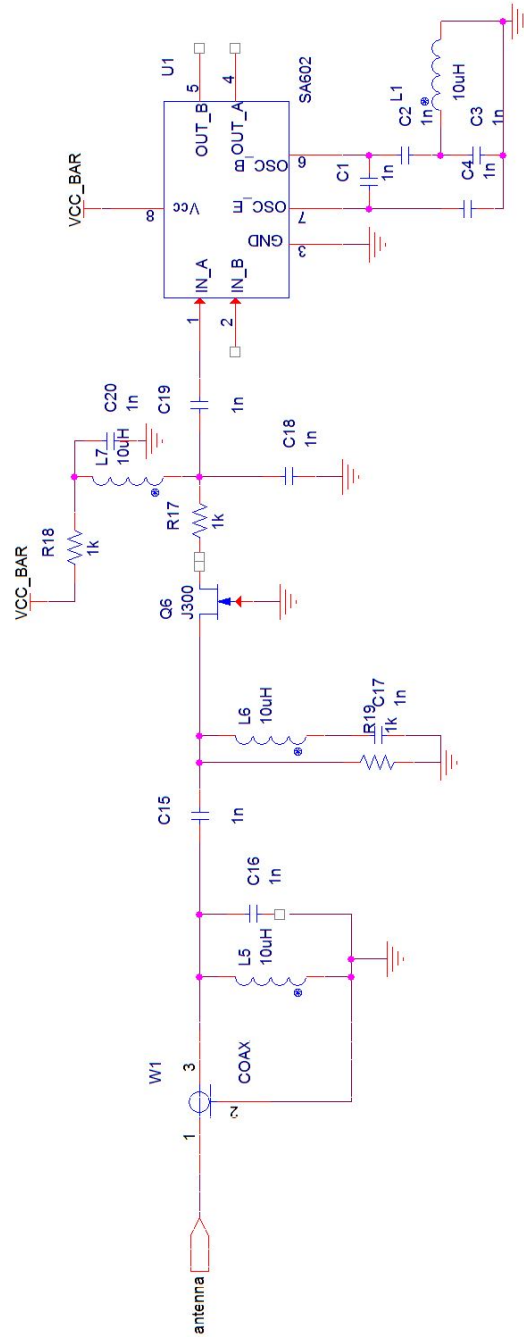 antenna
1
W1
3
2
COAX
L5
10uH
C16
1n
C15
1n
L6
10uH
R19
1k
C17
1n
Q6
J300
VCC_BAR
R18
1k
L7
10uH
C20
1n
R17
1k
C18
1n
C19
1n
VCC_BAR
U1
SA602
8
Vcc
1
IN_A
2
IN_B
5
OUT_B
4
OUT_A
GND
3
OSC_E
7
OSC_B
6
C1
1n
C2
1n
L1
10uH
C3
1n
C4
1n